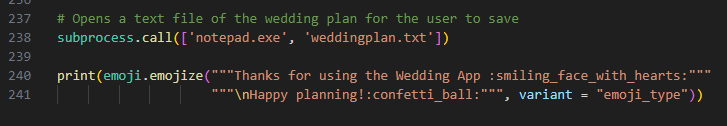 237 # Opens a text file of the wedding plan for the user to save
238 subprocess.call(['notepad.exe', 'weddingplan.txt'])
239
240 print(emoji.emojize("""Thanks for using the Wedding App :smiling_face_with_hearts:"""
241 """\nHappy planning!:confetti_ball:""", variant = "emoji_type"))